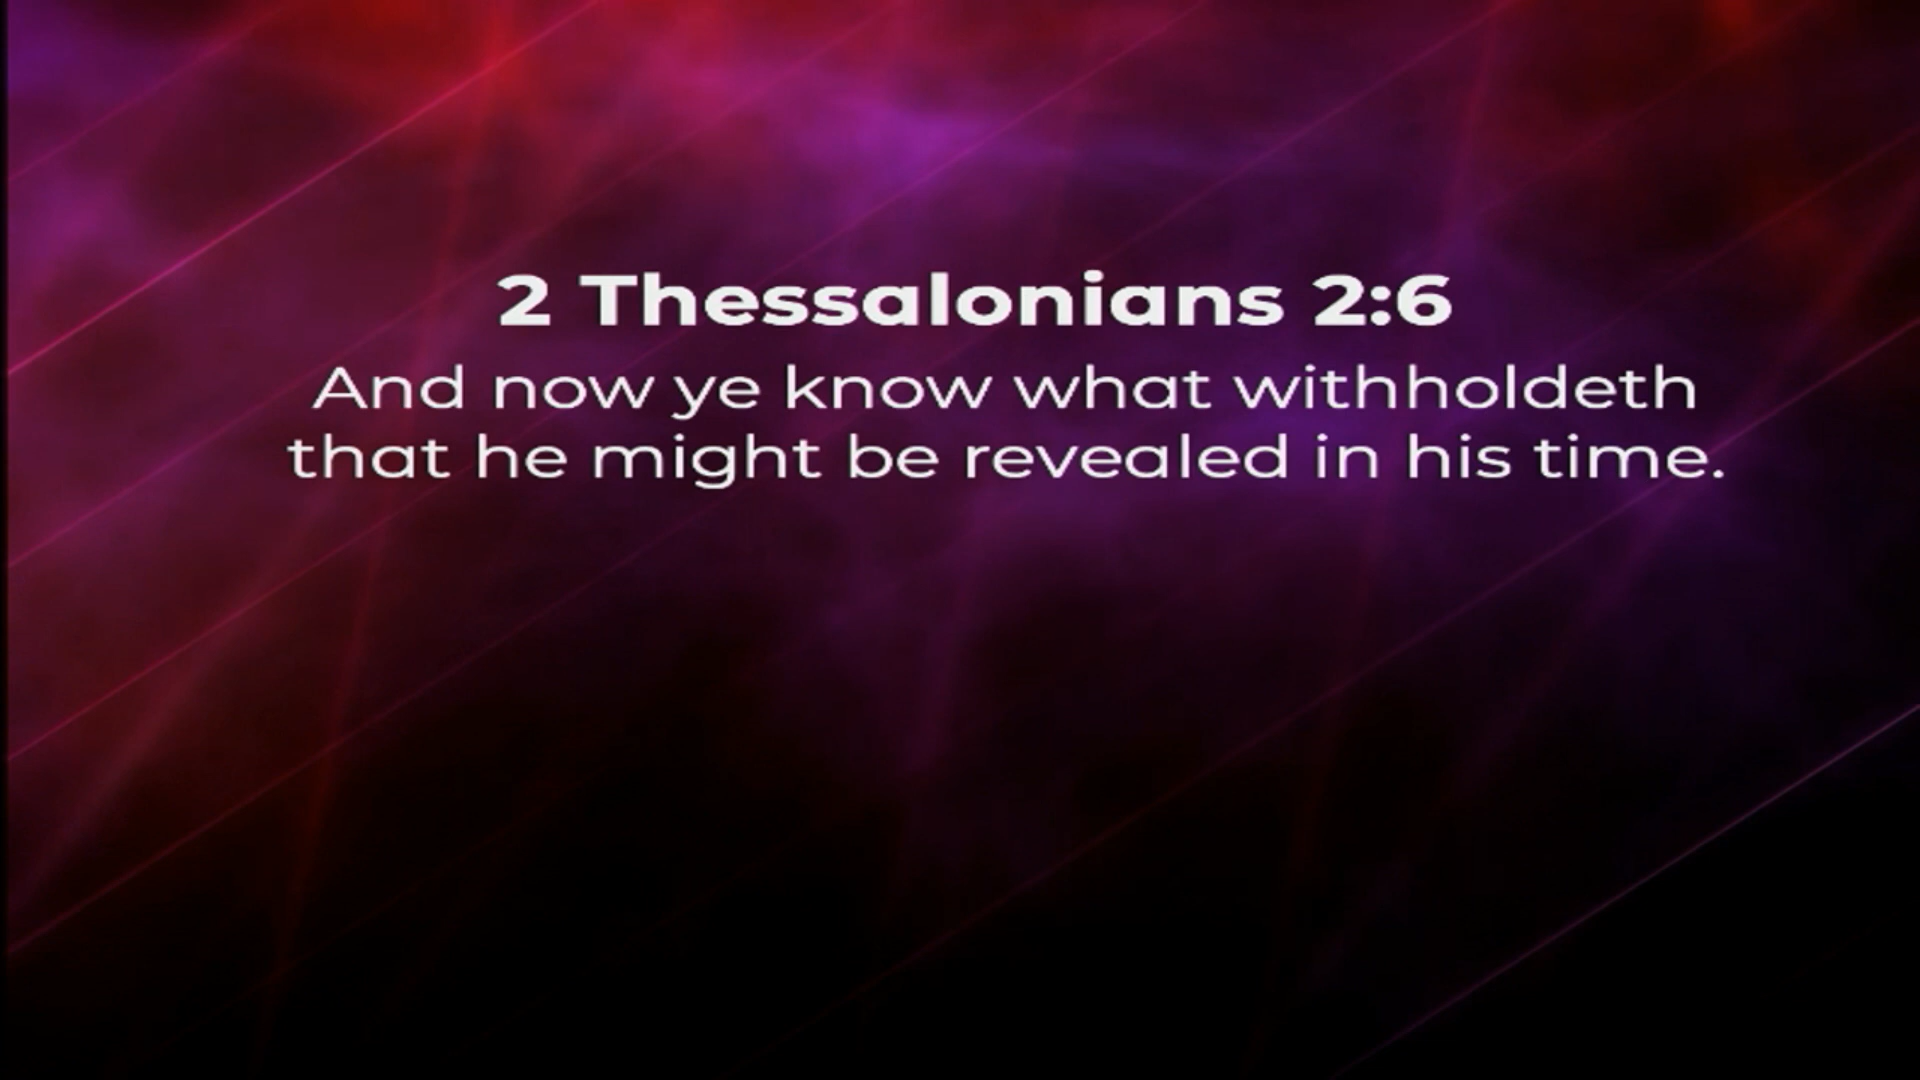 2 Thessalonians 2:6
And now ye know what withholdeth
that he might be revealed in his time.